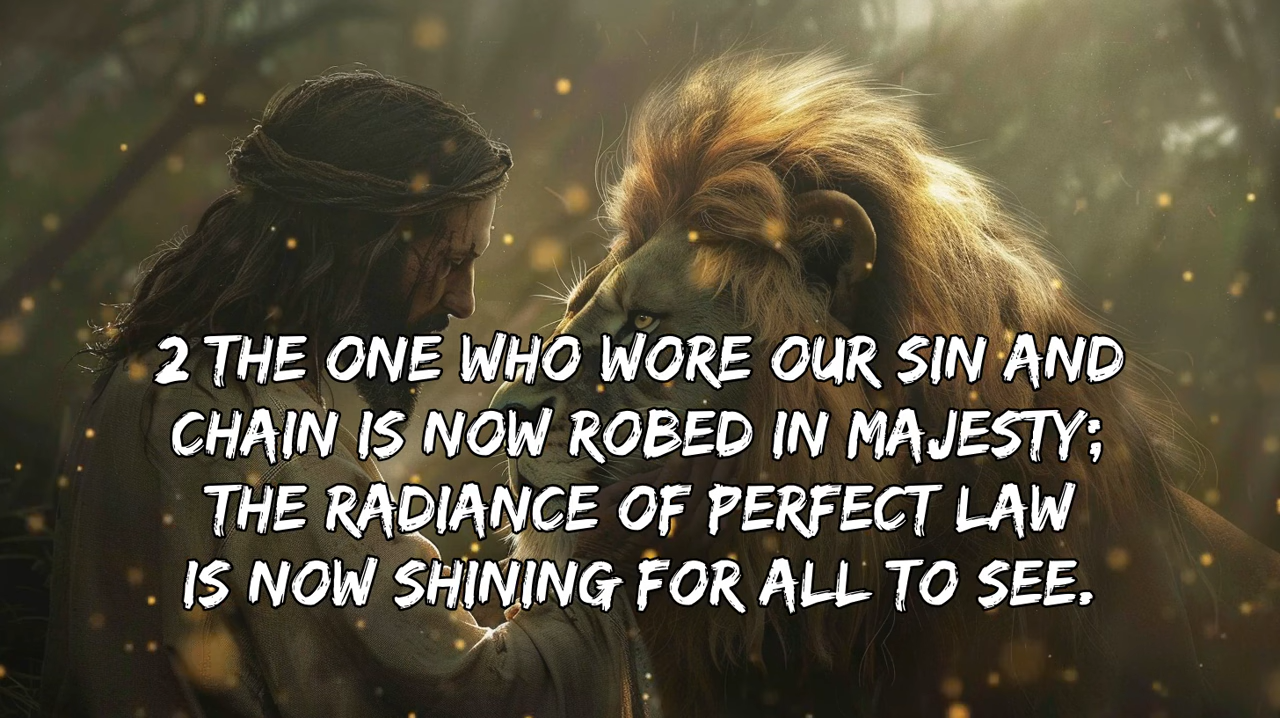 2 THE ONE WHO WORE OUR SIN AND
CHAIN IS NOW ROBED IN MAJESTY;
THE RADIANCE OF PERFECT LAW
IS NOW SHINING FOR ALL TO SEE.